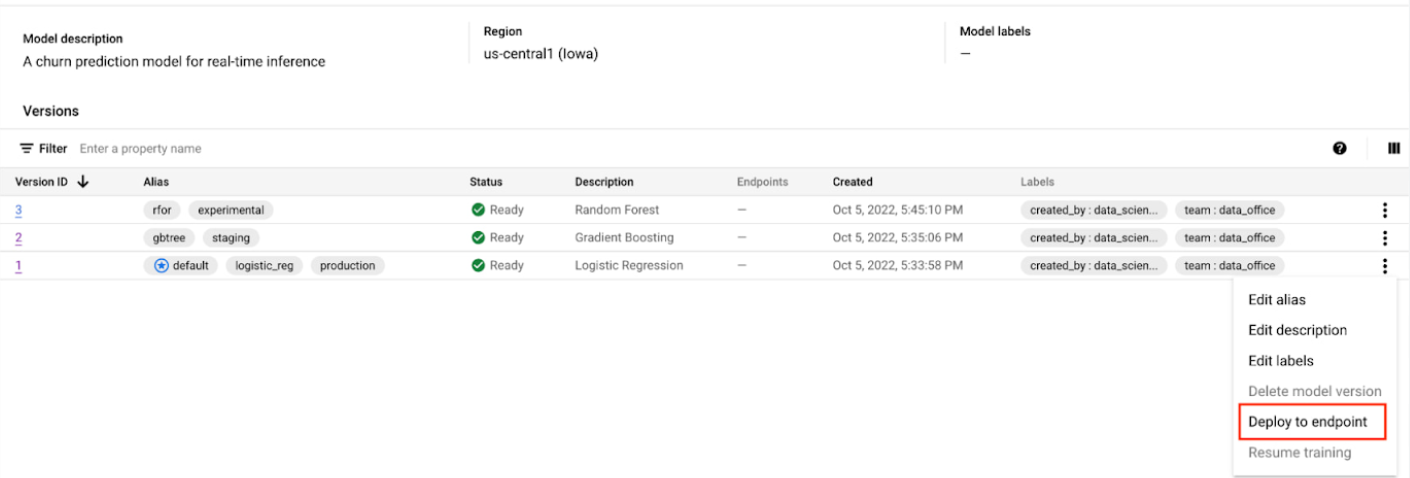 Model description
A churn prediction model for real-time inference
Region
us-central1 (Iowa)
Model labels
—
Versions
Filter Enter a property name
Version ID Alias Status Description Endpoints Created Labels
3 rfor experimental Ready Random Forest — Oct 5, 2022, 5:45:10 PM created_by : data_scien... team : data_office
2 gbtree staging Ready Gradient Boosting — Oct 5, 2022, 5:35:06 PM created_by : data_scien... team : data_office
1 default logistic_reg production Ready Logistic Regression — Oct 5, 2022, 5:33:58 PM created_by : data_scien... team : data_office
Edit alias
Edit description
Edit labels
Delete model version
Deploy to endpoint
Resume training